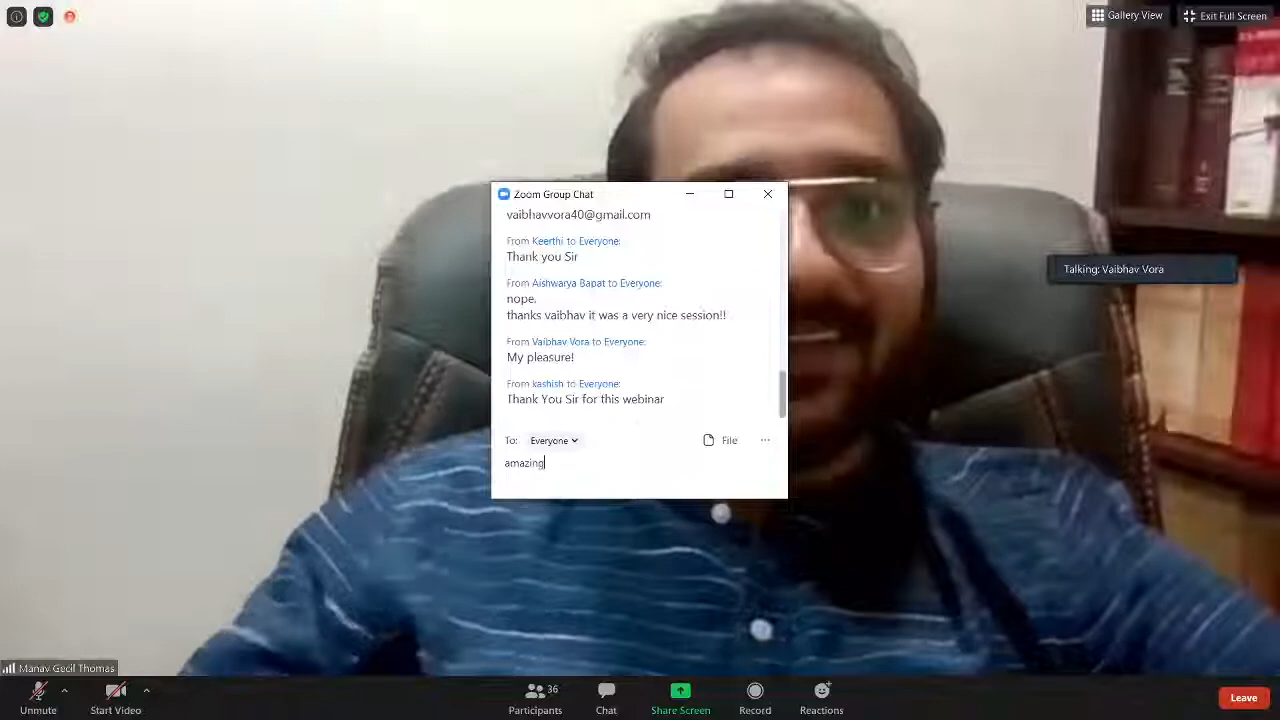 Gallery View
Exit Full Screen
Zoom Group Chat
vaibhavvora40@gmail.com
From Keerthi to Everyone:
Thank you Sir
From Aishwarya Bapat to Everyone:
nope.
thanks vaibhav it was a very nice session!!
From Vaibhav Vora to Everyone:
My pleasure!
From kashish to Everyone:
Thank You Sir for this webinar
To: Everyone
File
amazing
Talking: Vaibhav Vora
Manav Gecil Thomas
Unmute
Start Video
36
Participants
Chat
Share Screen
Record
Reactions
Leave